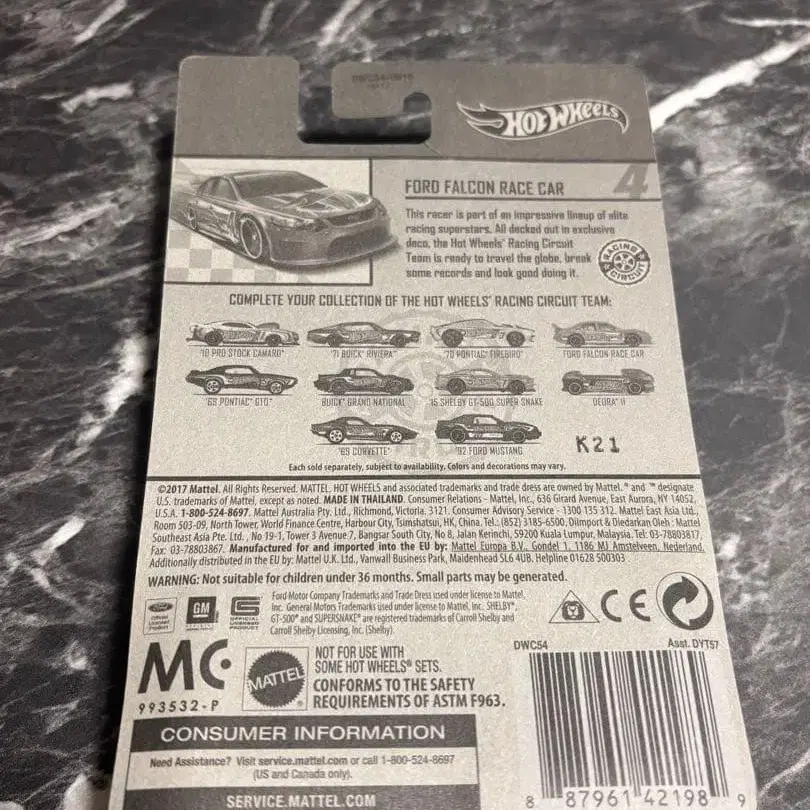 HOT WHEELS
FORD FALCON RACE CAR
4
This racer is part of an impressive lineup of elite
racing superstars. All decked out in exclusive
deco, the Hot Wheels® Racing Circuit
Team is ready to travel the globe, break
some records and look good doing it.
RACING CIRCUIT
COMPLETE YOUR COLLECTION OF THE HOT WHEELS® RACING CIRCUIT TEAM:
'10 PRO STOCK CAMARO® '71 BUICK® RIVIERA® '70 PONTIAC® FIREBIRD® FORD FALCON RACE CAR
'69 PONTIAC® GTO® BUICK® GRAND NATIONAL® '15 SHELBY GT-500 SUPER SNAKE DEORA® II
'69 CORVETTE® '92 FORD MUSTANG K21
Each sold separately, subject to availability. Colors and decorations may vary.
©2017 Mattel. All Rights Reserved. MATTEL, HOT WHEELS and associated trademarks and trade dress are owned by Mattel. ® and ™ designate
U.S. trademarks of Mattel, except as noted. MADE IN THAILAND. Consumer Relations - Mattel, Inc., 636 Girard Avenue, East Aurora, NY 14052,
U.S.A. 1-800-524-8697. Mattel Australia Pty. Ltd., Richmond, Victoria. 3121. Consumer Advisory Service - 1300 135 312. Mattel East Asia Ltd.,
Room 503-09, North Tower, World Finance Centre, Harbour City, Tsimshatsui, HK, China. Tel.: (852) 3185-6500. Diimport & Diedarkan Oleh : Mattel
Southeast Asia Pte. Ltd., No 19-1, Tower 3 Avenue 7, Bangsar South City, No 8, Jalan Kerinchi, 59200 Kuala Lumpur, Malaysia. Tel: 03-78803817,
Fax: 03-78803867. Manufactured for and imported into the EU by: Mattel Europa B.V., Gondel 1, 1186 MJ Amstelveen, Nederland.
Additionally distributed in the EU by: Mattel U.K. Ltd., Vanwall Business Park, Maidenhead SL6 4UB. Helpline 01628 500303
WARNING: Not suitable for children under 36 months. Small parts may be generated.
Ford Official Licensed Product
GM
OFFICIAL LICENSED PRODUCT
Ford Motor Company Trademarks and Trade Dress used under license to Mattel,
Inc. General Motors Trademarks used under license to Mattel, Inc. SHELBY®,
GT-500® and SUPERSNAKE® are registered trademarks of Carroll Shelby and
Carroll Shelby Licensing, Inc. (Shelby)
CE
MC
993532-P
MATTEL
NOT FOR USE WITH
SOME HOT WHEELS® SETS.
CONFORMS TO THE SAFETY
REQUIREMENTS OF ASTM F963.
DWC54 Asst. DYT57
CONSUMER INFORMATION
Need Assistance? Visit service.mattel.com or call 1-800-524-8697
(US and Canada only).
SERVICE.MATTEL.COM
8 87961 42198 9